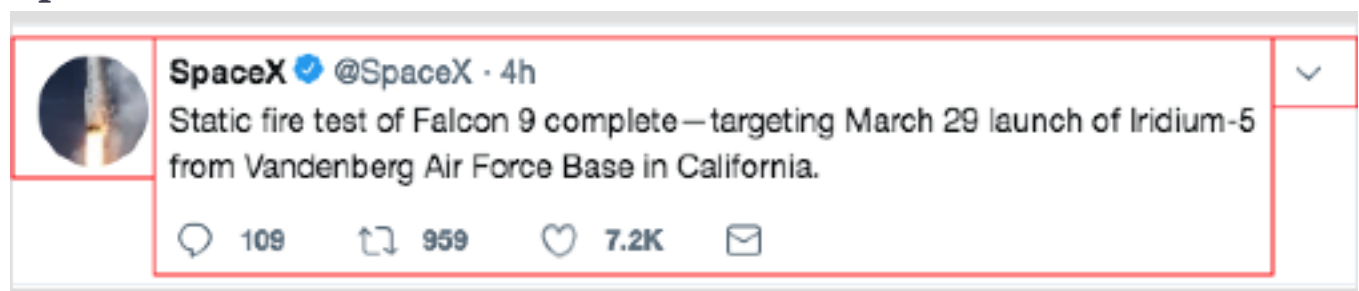 SpaceX @SpaceX · 4h
Static fire test of Falcon 9 complete—targeting March 29 launch of Iridium-5
from Vandenberg Air Force Base in California.
109 959 7.2K